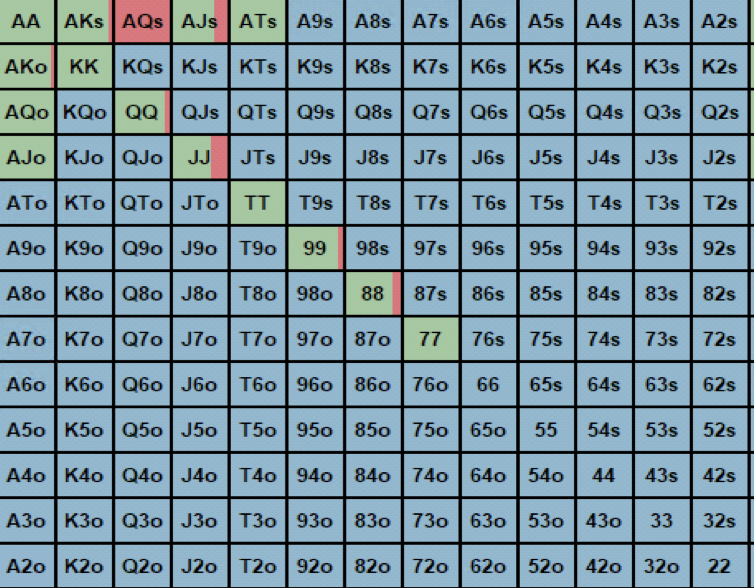 AA AKs AQs AJs ATs A9s A8s A7s A6s A5s A4s A3s A2s
AKo KK KQs KJs KTs K9s K8s K7s K6s K5s K4s K3s K2s
AQo KQo QQ QJs QTs Q9s Q8s Q7s Q6s Q5s Q4s Q3s Q2s
AJo KJo QJo JJ JTs J9s J8s J7s J6s J5s J4s J3s J2s
ATo KTo QTo JTo TT T9s T8s T7s T6s T5s T4s T3s T2s
A9o K9o Q9o J9o T9o 99 98s 97s 96s 95s 94s 93s 92s
A8o K8o Q8o J8o T8o 98o 88 87s 86s 85s 84s 83s 82s
A7o K7o Q7o J7o T7o 97o 87o 77 76s 75s 74s 73s 72s
A6o K6o Q6o J6o T6o 96o 86o 76o 66 65s 64s 63s 62s
A5o K5o Q5o J5o T5o 95o 85o 75o 65o 55 54s 53s 52s
A4o K4o Q4o J4o T4o 94o 84o 74o 64o 54o 44 43s 42s
A3o K3o Q3o J3o T3o 93o 83o 73o 63o 53o 43o 33 32s
A2o K2o Q2o J2o T2o 92o 82o 72o 62o 52o 42o 32o 22